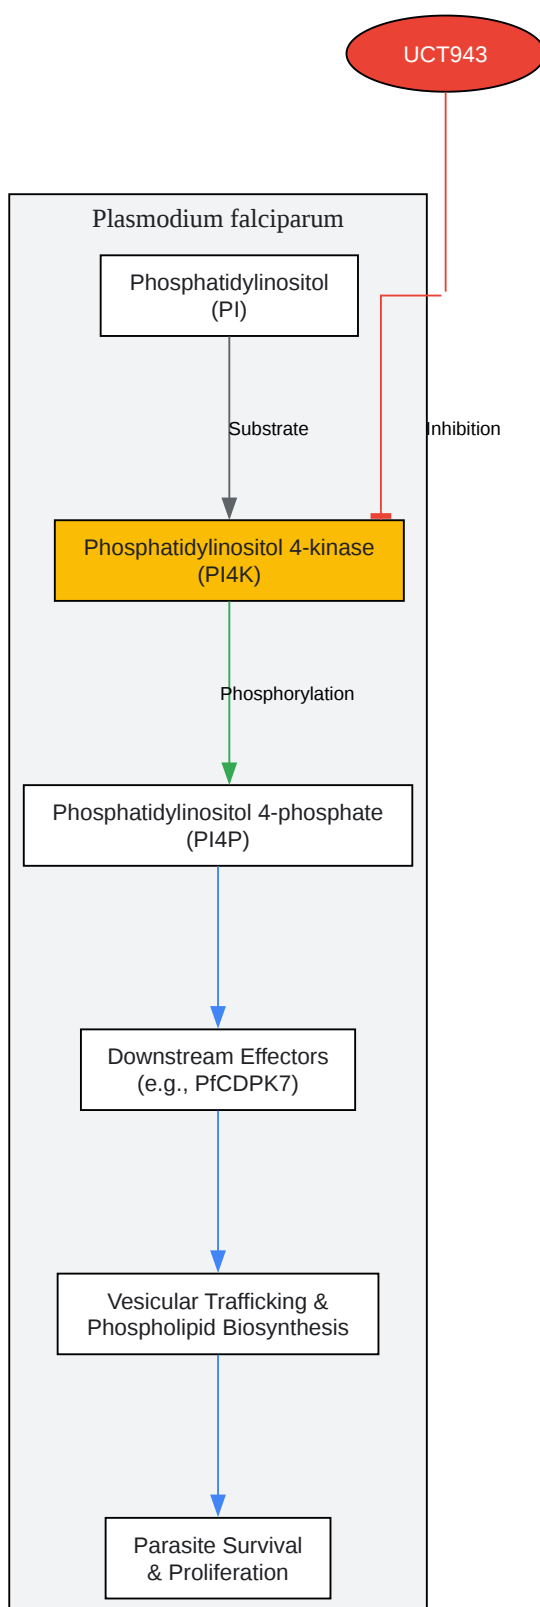 UCT943
Plasmodium falciparum
Phosphatidylinositol
(PI)
Substrate
Inhibition
Phosphatidylinositol 4-kinase
(PI4K)
Phosphorylation
Phosphatidylinositol 4-phosphate
(PI4P)
Downstream Effectors
(e.g., PfCDPK7)
Vesicular Trafficking &
Phospholipid Biosynthesis
Parasite Survival
& Proliferation